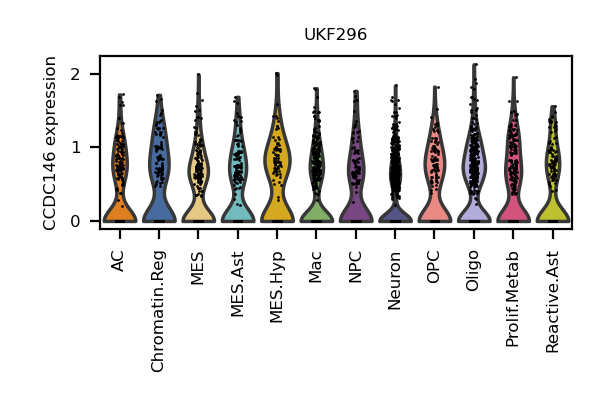 UKF296
CCDC146 expression
2
1
0
AC
Chromatin.Reg
MES
MES.Ast
MES.Hyp
Mac
NPC
Neuron
OPC
Oligo
Prolif.Metab
Reactive.Ast